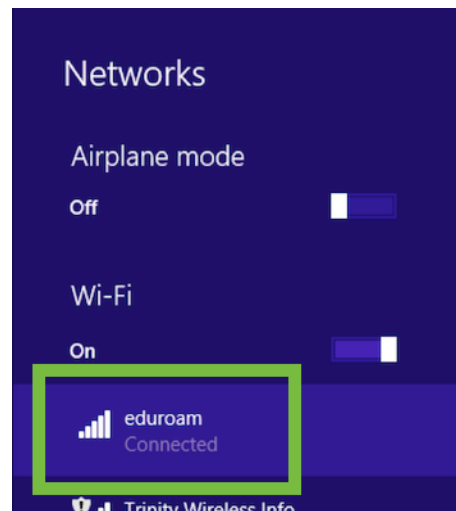 Networks
Airplane mode
Off
Wi-Fi
On
eduroam
Connected
Trinity Wireless Info